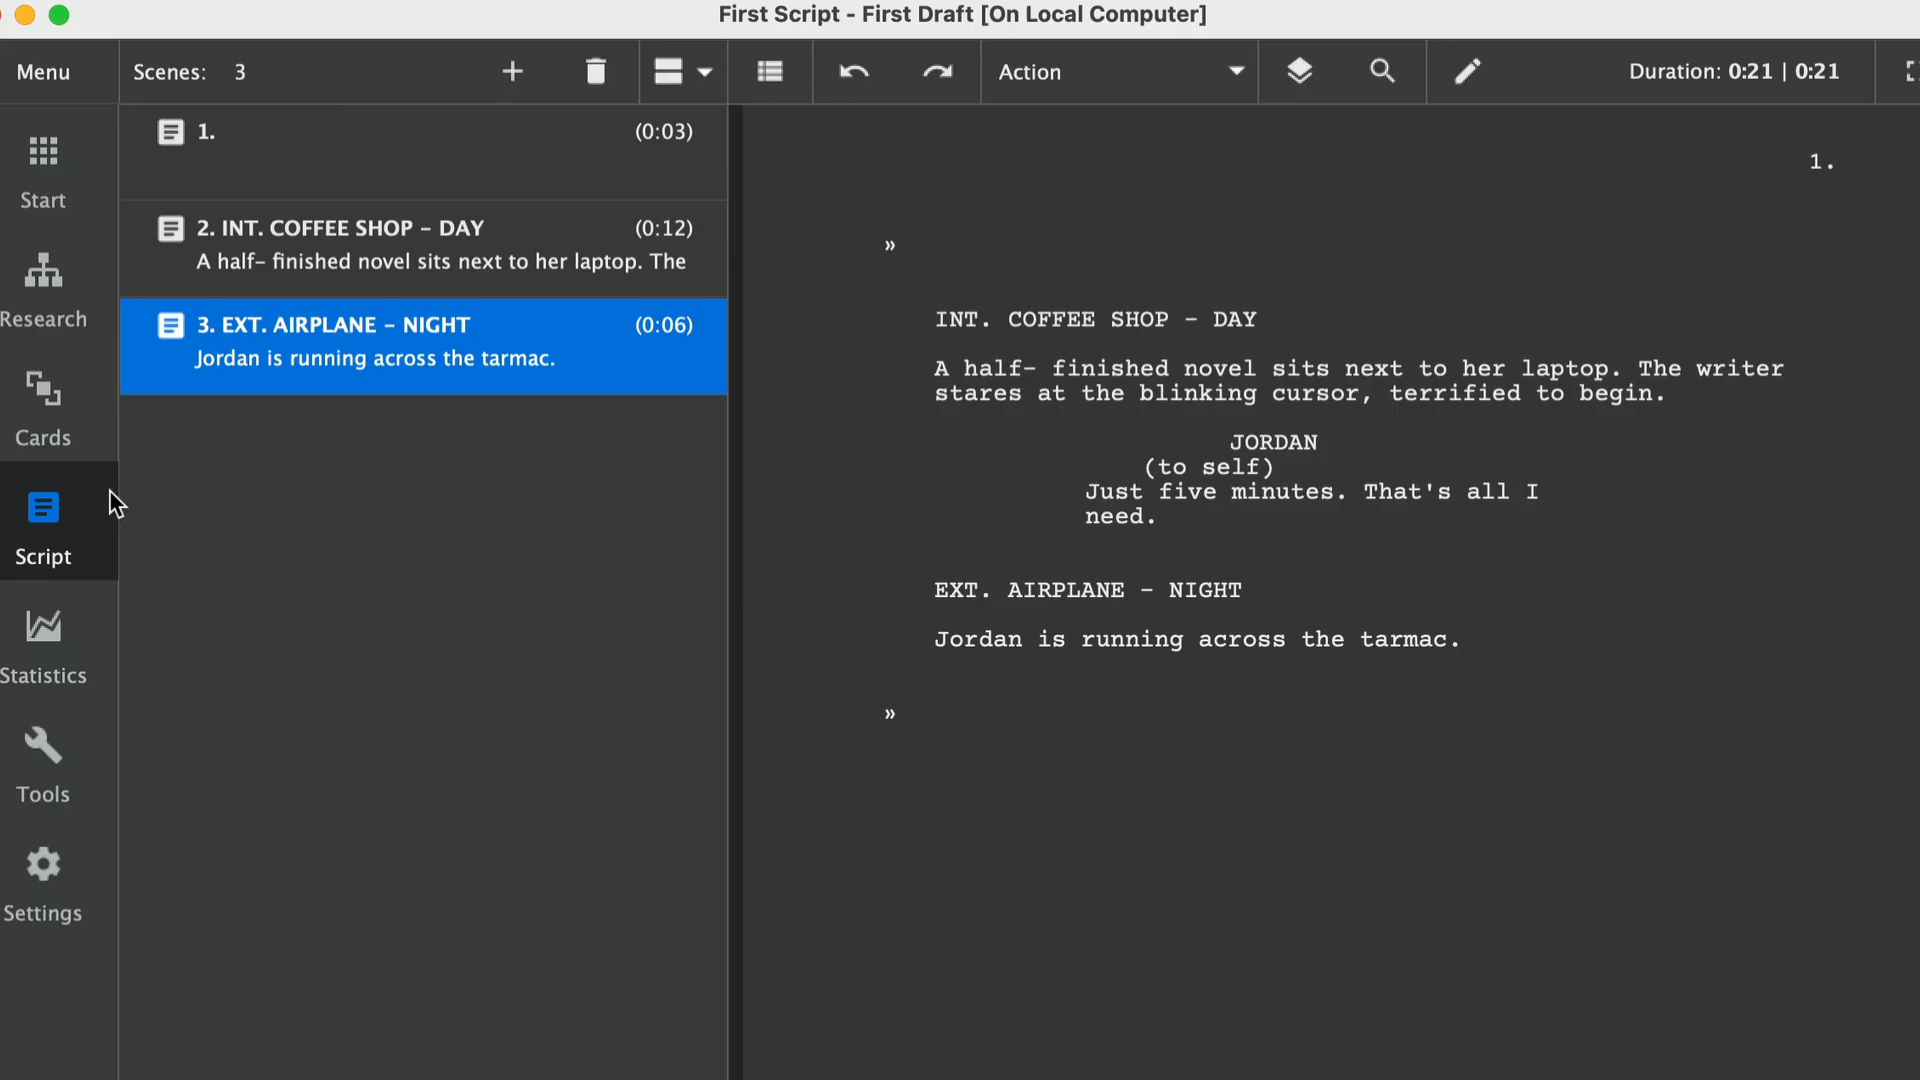 First Script - First Draft [On Local Computer]
Menu
Scenes: 3
Action
Duration: 0:21 | 0:21
Start
Research
Cards
Script
Statistics
Tools
Settings
1. (0:03)
2. INT. COFFEE SHOP - DAY (0:12)
A half- finished novel sits next to her laptop. The
3. EXT. AIRPLANE - NIGHT (0:06)
Jordan is running across the tarmac.
1.
»
INT. COFFEE SHOP - DAY
A half- finished novel sits next to her laptop. The writer
stares at the blinking cursor, terrified to begin.
JORDAN
(to self)
Just five minutes. That's all I
need.
EXT. AIRPLANE - NIGHT
Jordan is running across the tarmac.
»